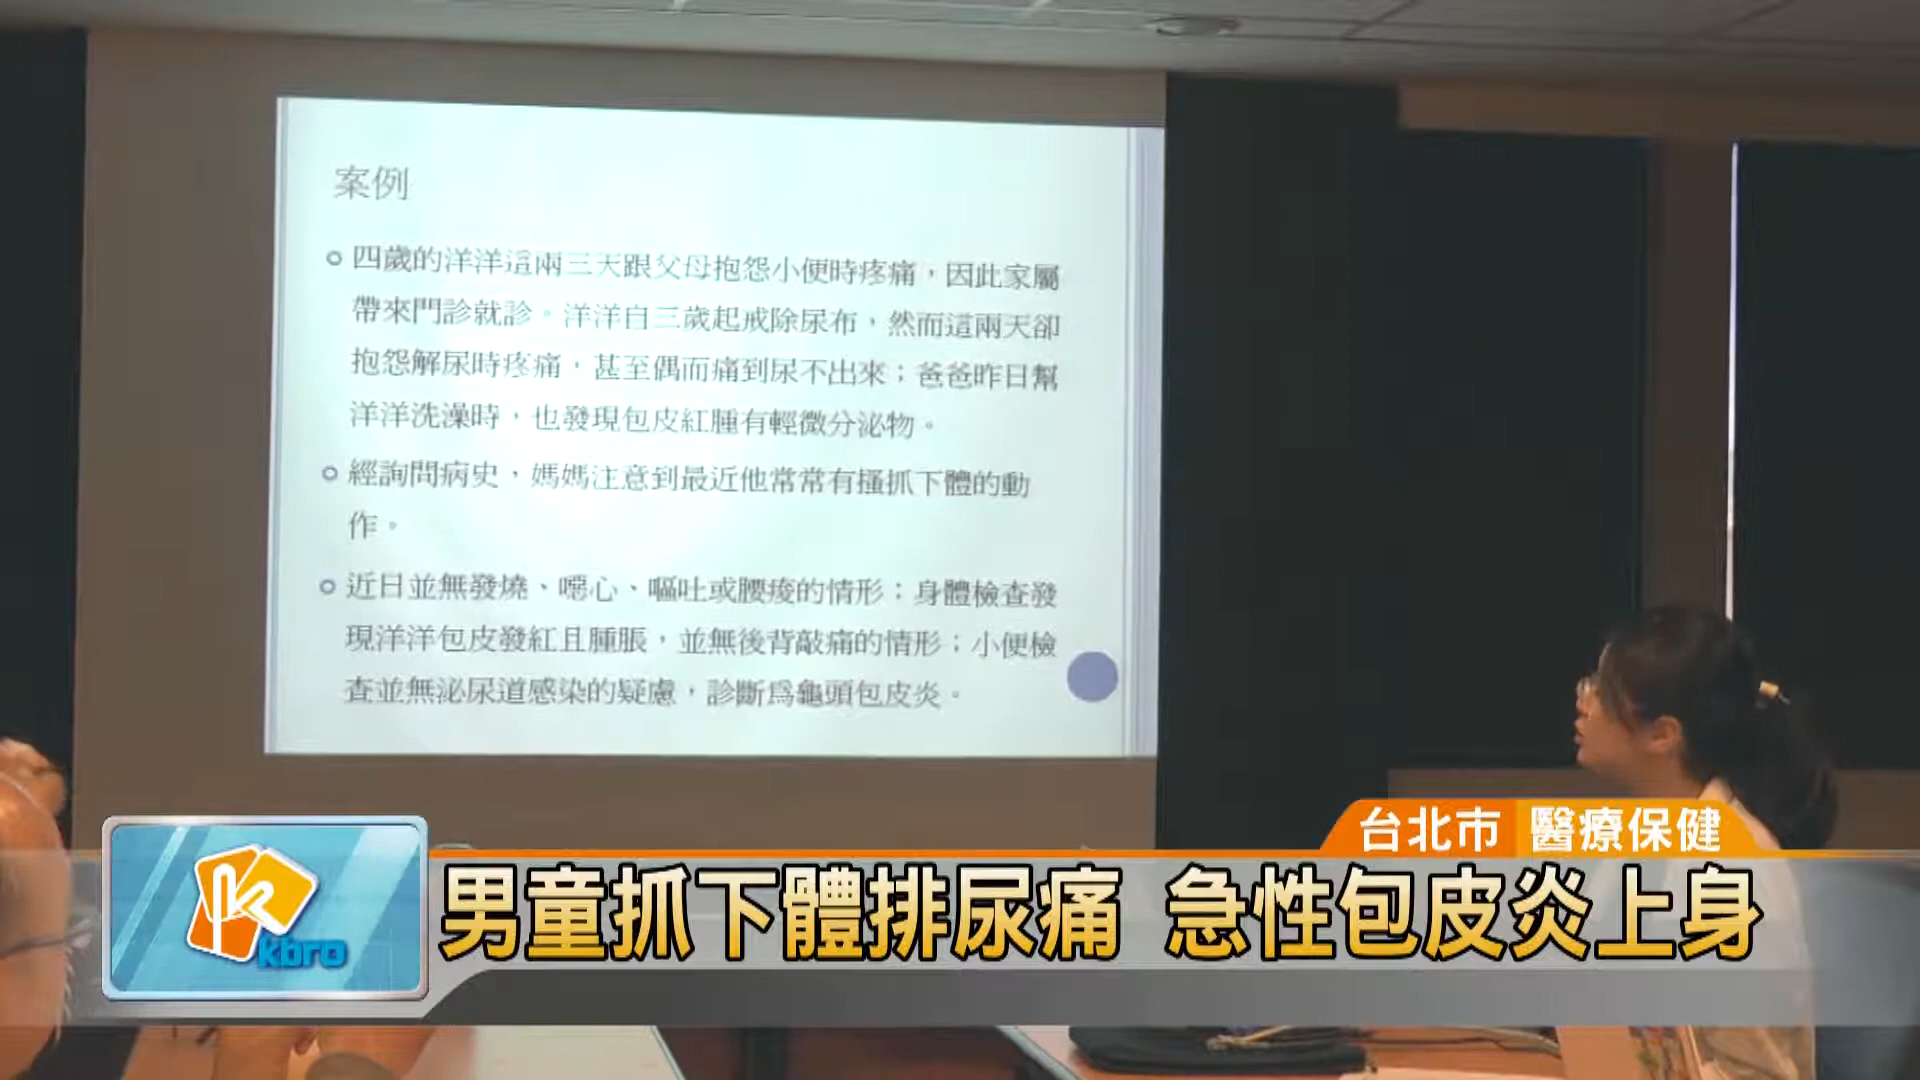 案例
四歲的洋洋這兩三天跟父母抱怨小便時疼痛，因此家屬
帶來門診就診。洋洋自三歲起戒除尿布，然而這兩天卻
抱怨解尿時疼痛，甚至偶而痛到尿不出來；爸爸昨日幫
洋洋洗澡時，也發現包皮紅腫有輕微分泌物。
經詢問病史，媽媽注意到最近他常常有搔抓下體的動
作。
近日並無發燒、噁心、嘔吐或腰痠的情形；身體檢查發
現洋洋包皮發紅且腫脹，並無後背敲痛的情形；小便檢
查並無泌尿道感染的疑慮，診斷為龜頭包皮炎。
台北市 醫療保健
男童抓下體排尿痛 急性包皮炎上身
kbro